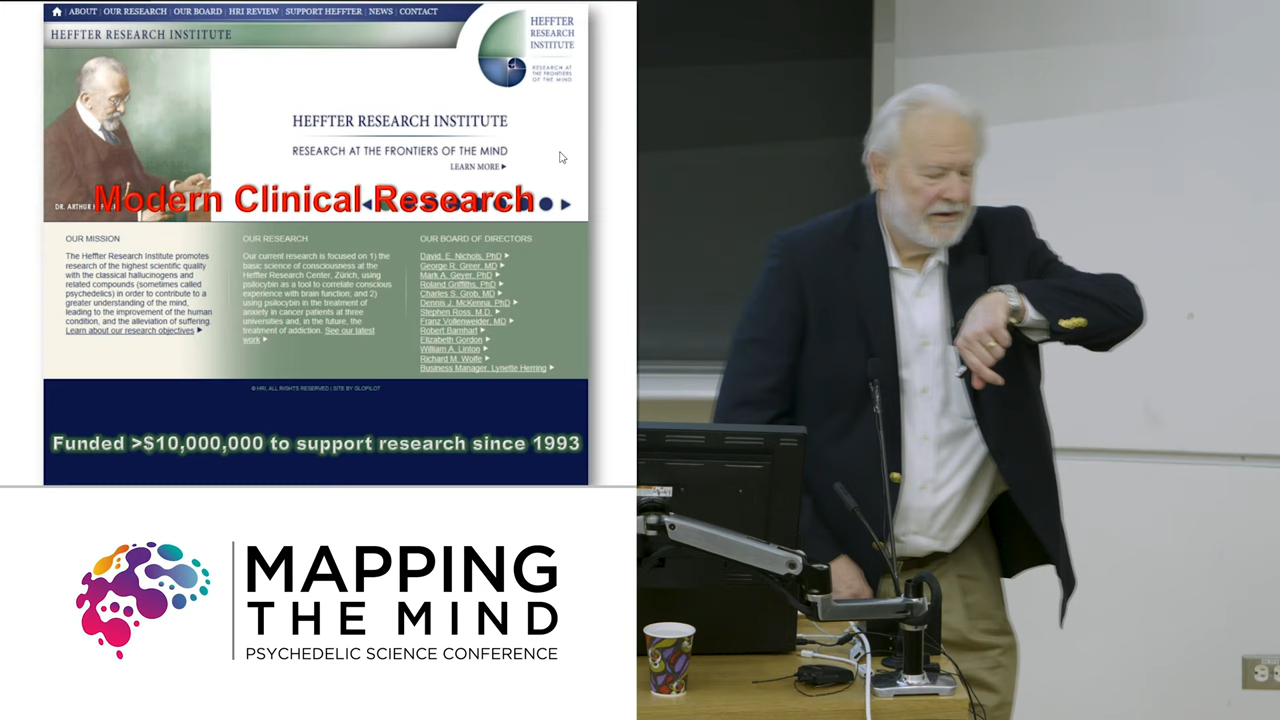 ABOUT | OUR RESEARCH | OUR BOARD | HRI REVIEW | SUPPORT HEFFTER | NEWS | CONTACT
HEFFTER RESEARCH INSTITUTE
HEFFTER
RESEARCH
INSTITUTE
RESEARCH AT
THE FRONTIERS
OF THE MIND
HEFFTER RESEARCH INSTITUTE
RESEARCH AT THE FRONTIERS OF THE MIND
LEARN MORE
DR. ARTHUR
Modern Clinical Research
OUR MISSION
The Heffter Research Institute promotes
research of the highest scientific quality
with the classical hallucinogens and
related compounds (sometimes called
psychedelics) in order to contribute to a
greater understanding of the mind,
leading to the improvement of the human
condition, and the alleviation of suffering.
Learn about our research objectives
OUR RESEARCH
Our current research is focused on 1) the
basic science of consciousness at the
Heffter Research Center, Zürich, using
psilocybin as a tool to correlate conscious
experience with brain function; and 2)
using psilocybin in the treatment of
anxiety in cancer patients at three
universities and, in the future, the
treatment of addiction. See our latest
work
OUR BOARD OF DIRECTORS
David. E. Nichols, PhD
George R. Greer, MD
Mark A. Geyer, PhD
Roland Griffiths, PhD
Charles S. Grob, MD
Dennis J. McKenna, PhD
Stephen Ross, M.D.
Franz Vollenweider, MD
Robert Barnhart
Elizabeth Gordon
William A. Linton
Richard M. Wolfe
Business Manager, Lynette Herring
© HRI, ALL RIGHTS RESERVED | SITE BY GLOPILOT
Funded >$10,000,000 to support research since 1993
MAPPING
THE MIND
PSYCHEDELIC SCIENCE CONFERENCE